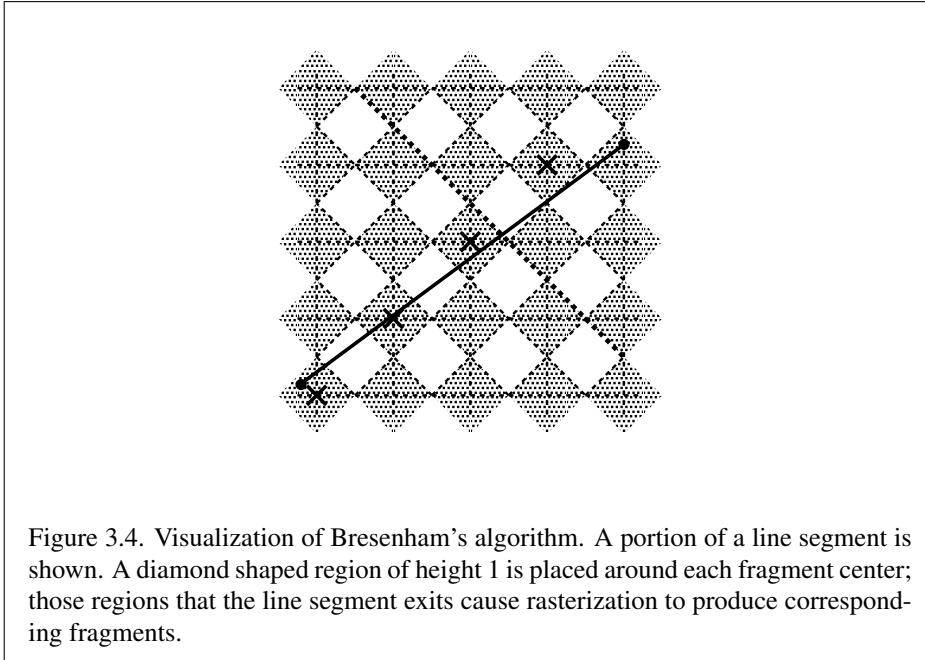 Figure 3.4. Visualization of Bresenham's algorithm. A portion of a line segment is
shown. A diamond shaped region of height 1 is placed around each fragment center;
those regions that the line segment exits cause rasterization to produce correspond-
ing fragments.